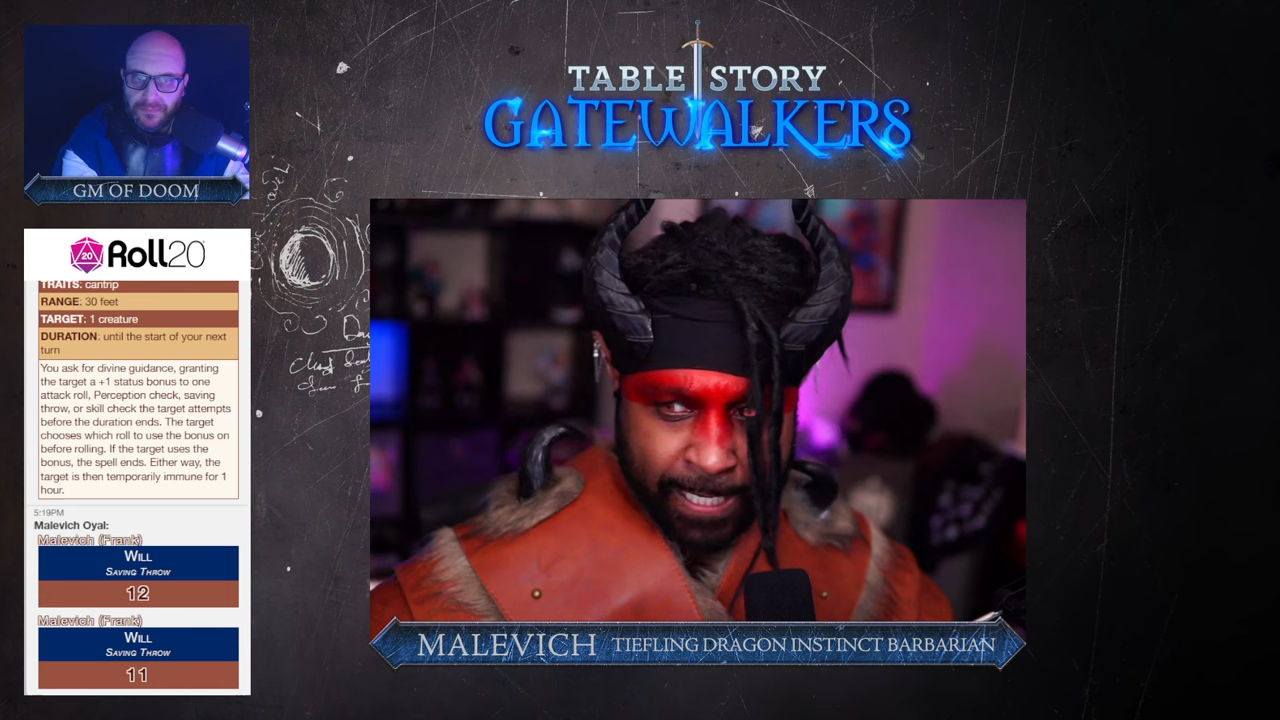 TABLE STORY
GATEWALKERS
GM OF DOOM
20
Roll20
TRAITS: cantrip
RANGE: 30 feet
TARGET: 1 creature
DURATION: until the start of your next
turn
You ask for divine guidance, granting
the target a +1 status bonus to one
attack roll, Perception check, saving
throw, or skill check the target attempts
before the duration ends. The target
chooses which roll to use the bonus on
before rolling. If the target uses the
bonus, the spell ends. Either way, the
target is then temporarily immune for 1
hour.
5:19PM
Malevich Oyal:
Malevich (Frank)
WILL
SAVING THROW
12
Malevich (Frank)
WILL
SAVING THROW
11
MALEVICH TIEFLING DRAGON INSTINCT BARBARIAN